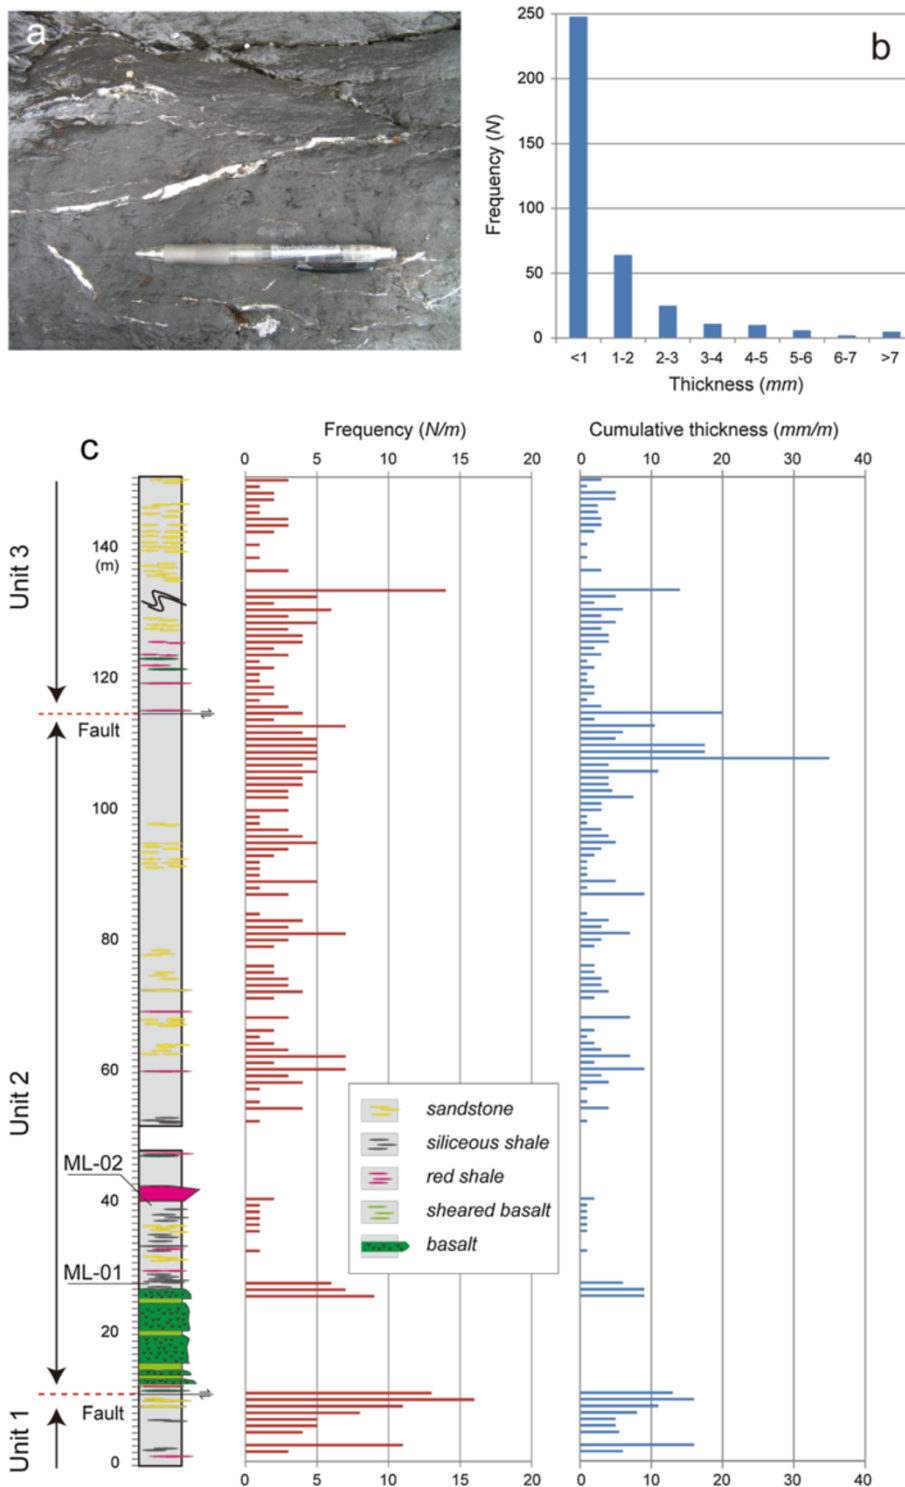 a
b
Frequency (N)
250
200
150
100
50
0
<1 1-2 2-3 3-4 4-5 5-6 6-7 >7
Thickness (mm)
c
Frequency (N/m)
Cumulative thickness (mm/m)
0 5 10 15 20
0 10 20 30 40
Unit 3
140
(m)
120
Fault
100
80
Unit 2
60
sandstone
siliceous shale
red shale
sheared basalt
basalt
ML-02
40
ML-01
20
Fault
Unit 1
0
0 5 10 15 20
0 10 20 30 40